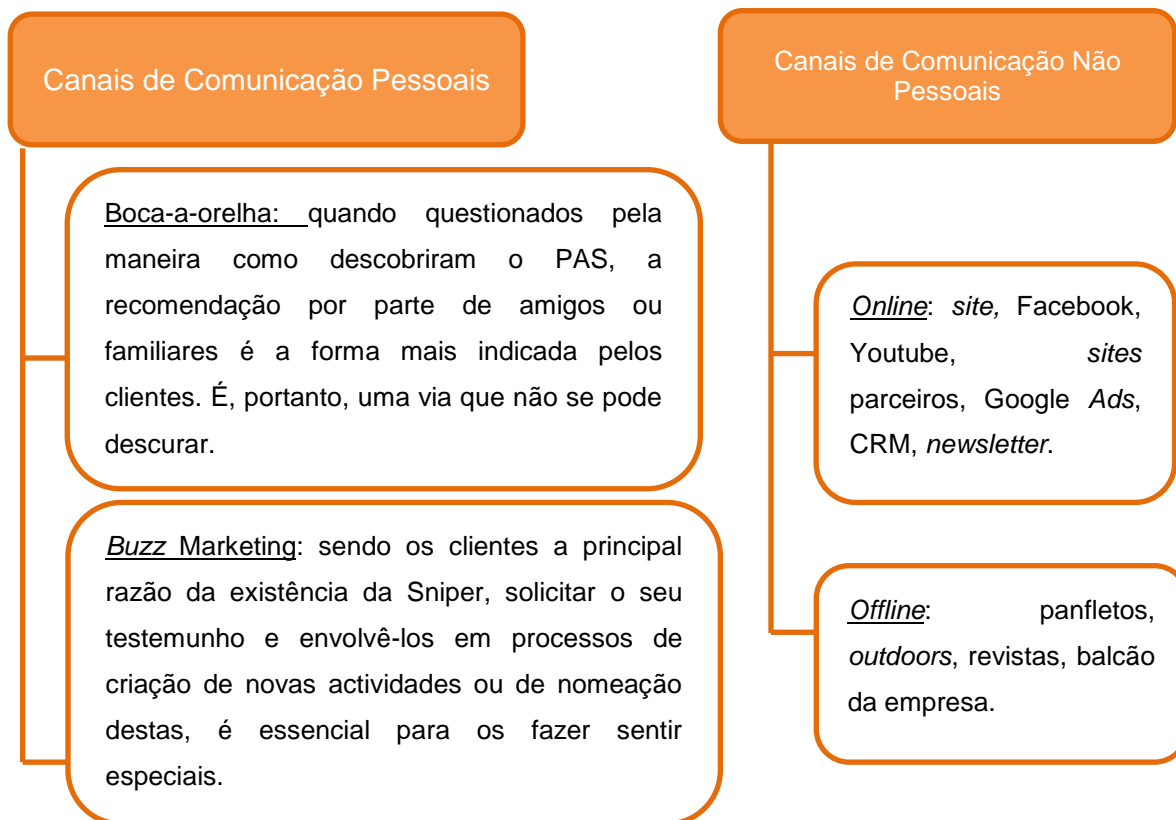 Canais de Comunicação Pessoais
Boca-a-orelha: quando questionados pela
maneira como descobriram o PAS, a
recomendação por parte de amigos ou
familiares é a forma mais indicada pelos
clientes. É, portanto, uma via que não se pode
descurar.
Buzz Marketing: sendo os clientes a principal
razão da existência da Sniper, solicitar o seu
testemunho e envolvê-los em processos de
criação de novas actividades ou de nomeação
destas, é essencial para os fazer sentir
especiais.
Canais de Comunicação Não
Pessoais
Online: site, Facebook,
Youtube, sites
parceiros, Google Ads,
CRM, newsletter.
Offline: panfletos,
outdoors, revistas, balcão
da empresa.